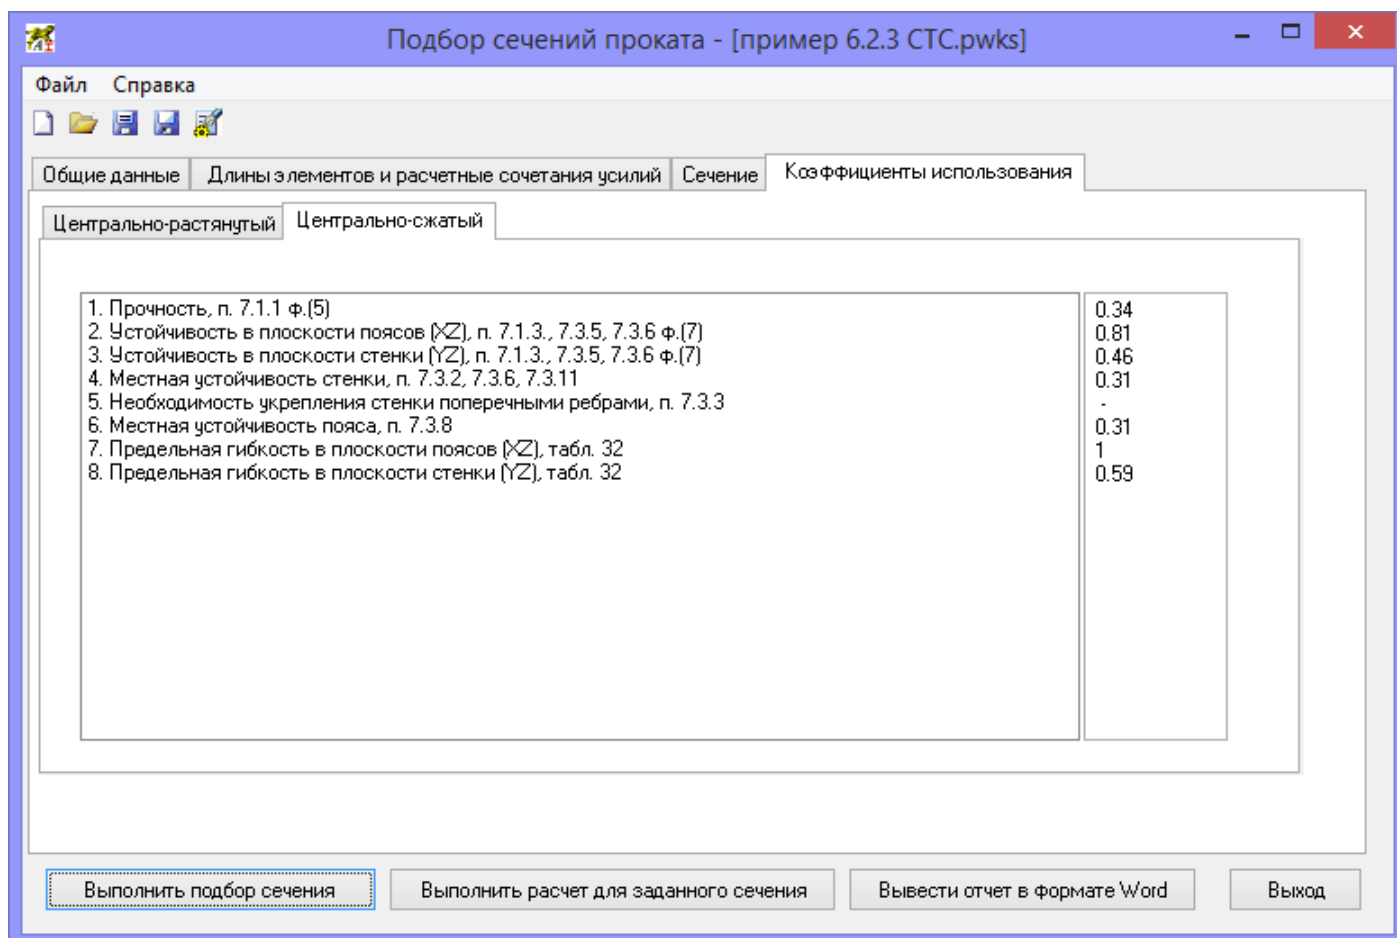 Подбор сечений проката - [пример 6.2.3 СТС.pwks]
Файл Справка
Общие данные Длины элементов и расчетные сочетания усилий Сечение Коэффициенты использования
Центрально-растянутый Центрально-сжатый
1. Прочность, п. 7.1.1 ф.(5) 0.34
2. Устойчивость в плоскости поясов (XZ), п. 7.1.3., 7.3.5, 7.3.6 ф.(7) 0.81
3. Устойчивость в плоскости стенки (YZ), п. 7.1.3., 7.3.5, 7.3.6 ф.(7) 0.46
4. Местная устойчивость стенки, п. 7.3.2, 7.3.6, 7.3.11 0.31
5. Необходимость укрепления стенки поперечными ребрами, п. 7.3.3 -
6. Местная устойчивость пояса, п. 7.3.8 0.31
7. Предельная гибкость в плоскости поясов (XZ), табл. 32 1
8. Предельная гибкость в плоскости стенки (YZ), табл. 32 0.59
Выполнить подбор сечения Выполнить расчет для заданного сечения Вывести отчет в формате Word Выход